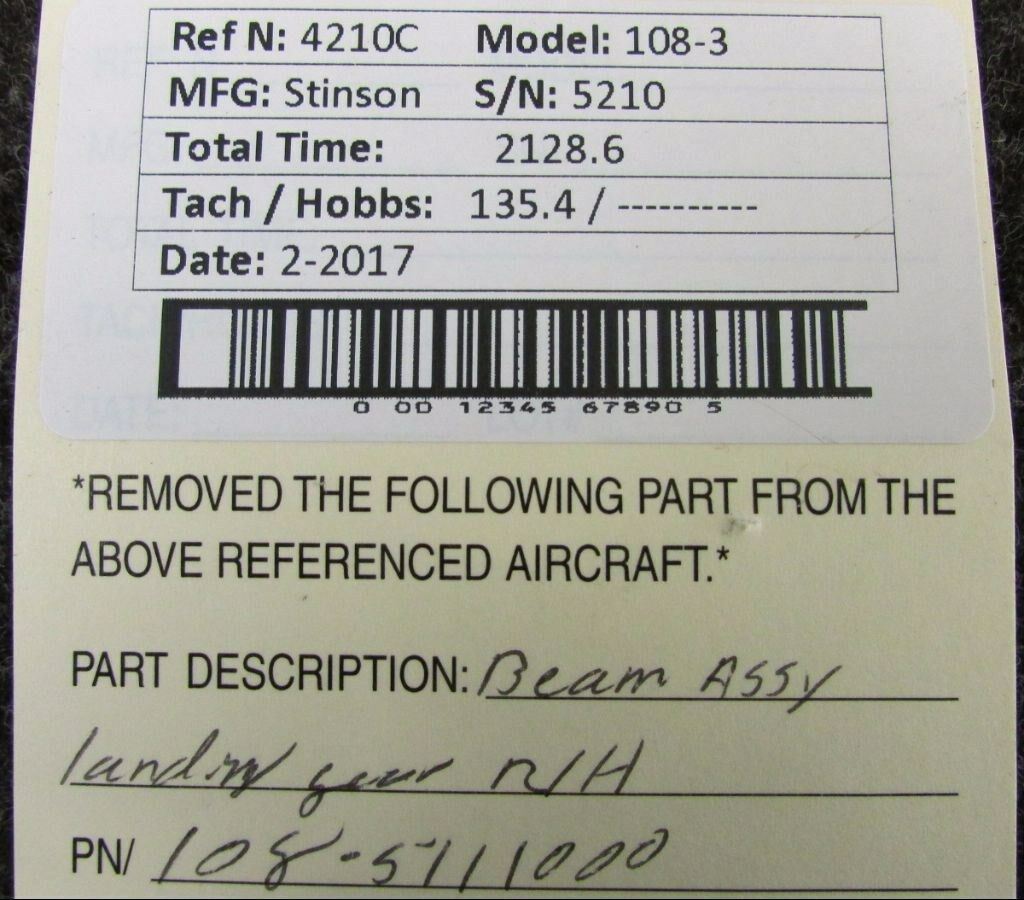 Ref N: 4210C Model: 108-3
MFG: Stinson S/N: 5210
Total Time: 2128.6
Tach / Hobbs: 135.4 / ----------
Date: 2-2017
0 00 12345 67890 5
*REMOVED THE FOLLOWING PART FROM THE
ABOVE REFERENCED AIRCRAFT.*
PART DESCRIPTION: Beam Assy
landing gear R/H
PN/ 108-5111000